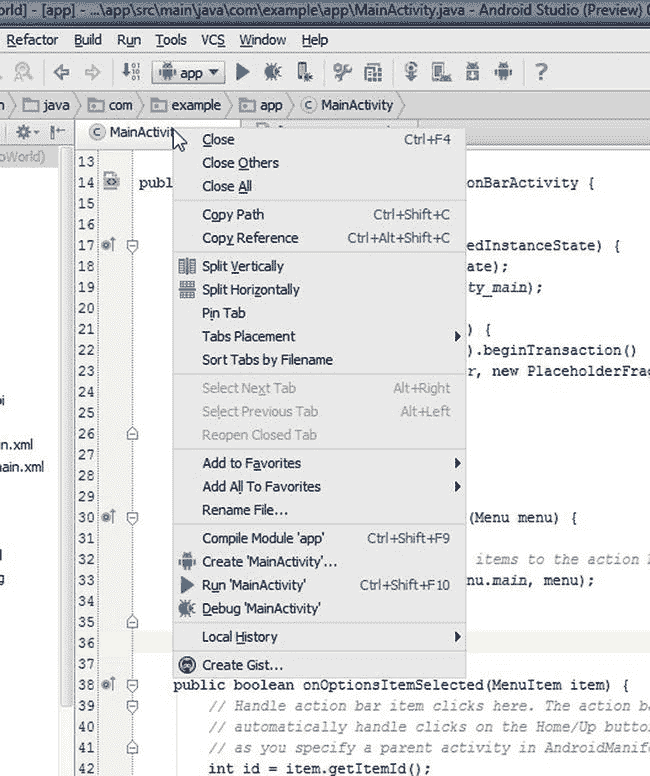 orld] - [app] - ...\app\src\main\java\com\example\app\MainActivity.java - Android Studio (Preview)
Refactor Build Run Tools VCS Window Help
app
java com example app MainActivity
MainActivit
oWorld)
Close Ctrl+F4
13
Close Others
14 publ onBarActivity {
Close All
15
16
Copy Path Ctrl+Shift+C
Copy Reference Ctrl+Alt+Shift+C
17 edInstanceState) {
18 Split Vertically ate);
19 Split Horizontally ty_main);
20 Pin Tab
21 Tabs Placement ) {
22 ).beginTransaction()
23 Sort Tabs by Filename r, new PlaceholderFrag
24 Select Next Tab Alt+Right
25 Select Previous Tab Alt+Left
26 Reopen Closed Tab
n.xml
27 Add to Favorites
ain.xml
28 Add All To Favorites
29 Rename File...
30 (Menu menu) {
31 Compile Module 'app' Ctrl+Shift+F9
32 Create 'MainActivity'... items to the action
33 Run 'MainActivity' Ctrl+Shift+F10 nu.main, menu);
34 Debug 'MainActivity'
35
36 Local History
37 Create Gist...
38 public boolean onOptionsItemSelected(MenuItem item) {
39 // Handle action bar item clicks here. The action ba
40 // automatically handle clicks on the Home/Up button
41 // as you specify a parent activity in AndroidManife
42 int id = item.getItemId();